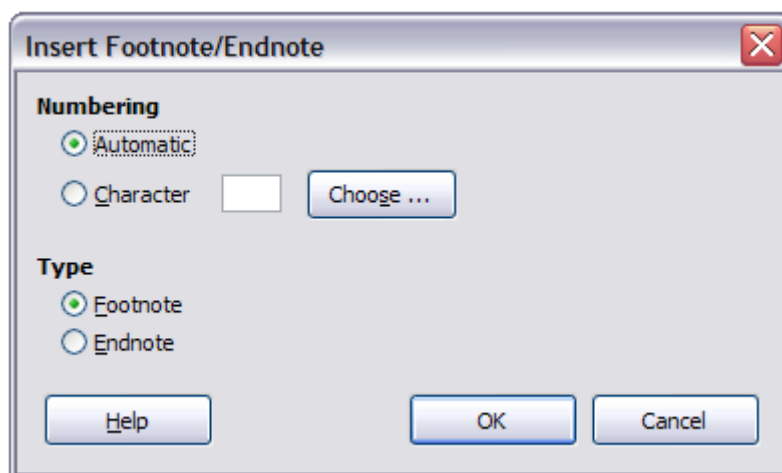 Insert Footnote/Endnote
Numbering
Automatic
Character Choose ...
Type
Footnote
Endnote
Help OK Cancel